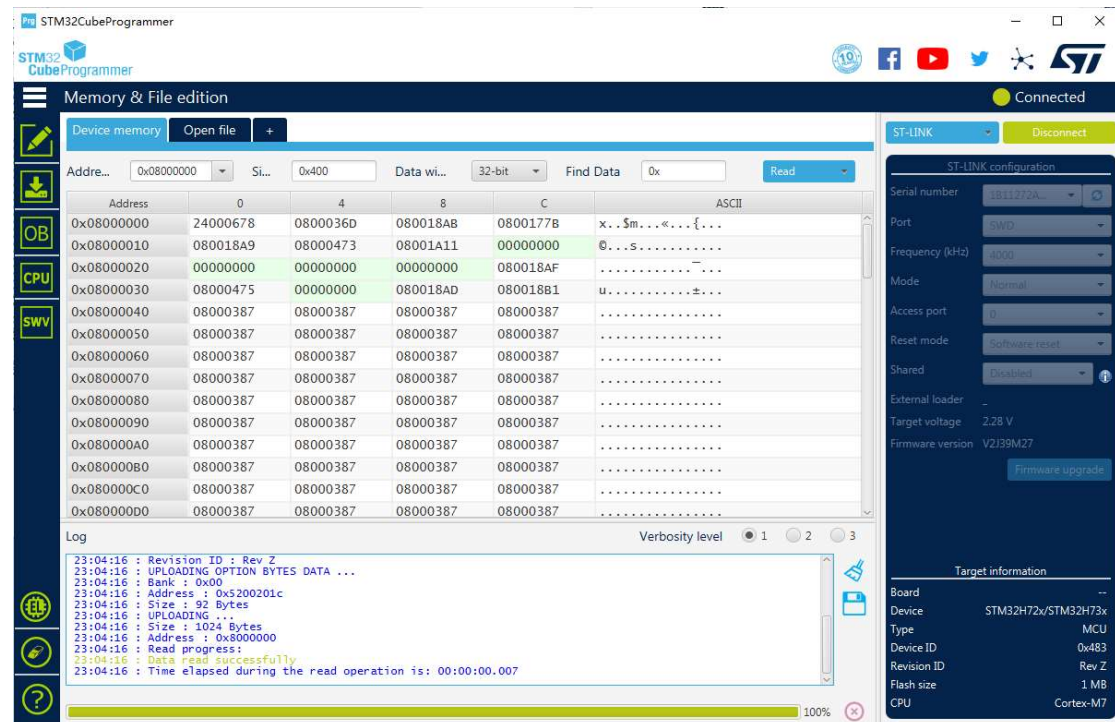 Prg STM32CubeProgrammer
STM32
CubeProgrammer
10
Memory & File edition
Connected
Device memory Open file +
ST-LINK Disconnect
Addre... 0x08000000 Si... 0x400 Data wi... 32-bit Find Data 0x Read
ST-LINK configuration
Serial number 1B11272A...
Port SWD
Frequency (kHz) 4000
Mode Normal
Access port 0
Reset mode Software reset
Shared Disabled
External loader _
Target voltage 2.28 V
Firmware version V2J39M27
Firmware upgrade
Address 0 4 8 C ASCII
0x08000000 24000678 0800036D 080018AB 0800177B x..$m...«...{...
0x08000010 080018A9 08000473 08001A11 00000000 ©...s...........
0x08000020 00000000 00000000 00000000 080018AF ............¯...
0x08000030 08000475 00000000 080018AD 080018B1 u...........±...
0x08000040 08000387 08000387 08000387 08000387 ................
0x08000050 08000387 08000387 08000387 08000387 ................
0x08000060 08000387 08000387 08000387 08000387 ................
0x08000070 08000387 08000387 08000387 08000387 ................
0x08000080 08000387 08000387 08000387 08000387 ................
0x08000090 08000387 08000387 08000387 08000387 ................
0x080000A0 08000387 08000387 08000387 08000387 ................
0x080000B0 08000387 08000387 08000387 08000387 ................
0x080000C0 08000387 08000387 08000387 08000387 ................
0x080000D0 08000387 08000387 08000387 08000387 ................
OB
CPU
SWV
Log Verbosity level 1 2 3
23:04:16 : Revision ID : Rev Z
23:04:16 : UPLOADING OPTION BYTES DATA ...
23:04:16 : Bank : 0x00
23:04:16 : Address : 0x5200201c
23:04:16 : Size : 92 Bytes
23:04:16 : UPLOADING ...
23:04:16 : Size : 1024 Bytes
23:04:16 : Address : 0x8000000
23:04:16 : Read progress:
23:04:16 : Data read successfully
23:04:16 : Time elapsed during the read operation is: 00:00:00.007
100%
EL
?
Target information
Board --
Device STM32H72x/STM32H73x
Type MCU
Device ID 0x483
Revision ID Rev Z
Flash size 1 MB
CPU Cortex-M7